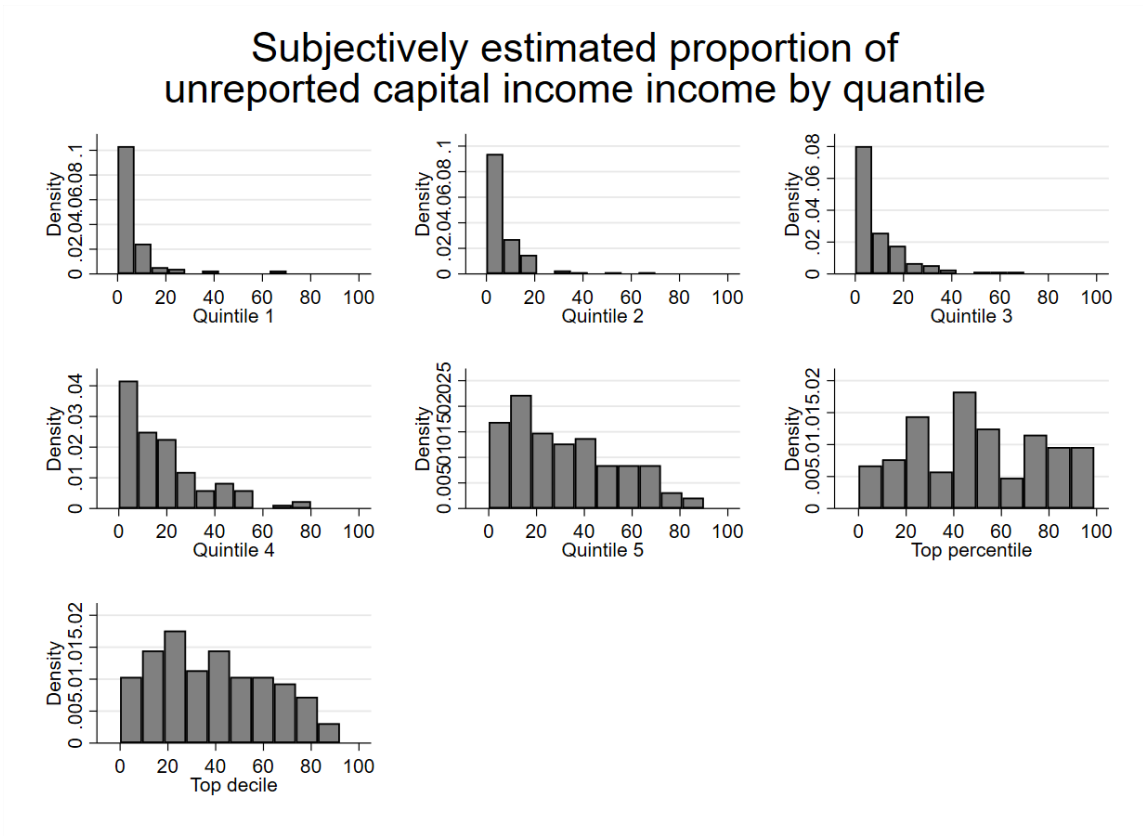 Subjectively estimated proportion of
unreported capital income income by quantile
Density
0 .02 .04 .06 .08 .1
0 20 40 60 80 100
Quintile 1
Density
0 .02 .04 .06 .08 .1
0 20 40 60 80 100
Quintile 2
Density
0 .02 .04 .06 .08
0 20 40 60 80 100
Quintile 3
Density
0 .01 .02 .03 .04
0 20 40 60 80 100
Quintile 4
Density
0 .005 .01 .015 .02 .025
0 20 40 60 80 100
Quintile 5
Density
0 .005 .01 .015 .02
0 20 40 60 80 100
Top percentile
Density
0 .005 .01 .015 .02
0 20 40 60 80 100
Top decile